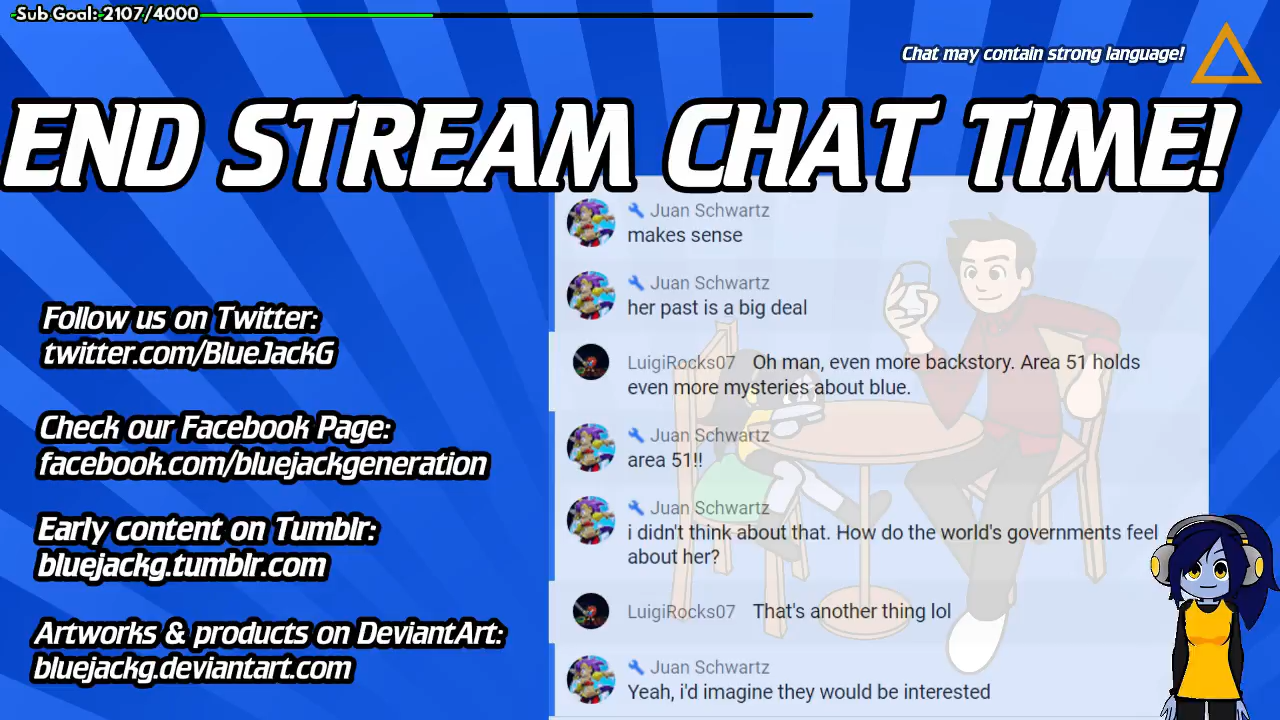 Sub Goal: 2107/4000
Chat may contain strong language!
END STREAM CHAT TIME!
Follow us on Twitter:
twitter.com/BlueJackG
Check our Facebook Page:
facebook.com/bluejackgeneration
Early content on Tumblr:
bluejackg.tumblr.com
Artworks & products on DeviantArt:
bluejackg.deviantart.com
Juan Schwartz
makes sense
Juan Schwartz
her past is a big deal
LuigiRocks07 Oh man, even more backstory. Area 51 holds
even more mysteries about blue.
Juan Schwartz
area 51!!
Juan Schwartz
i didn't think about that. How do the world's governments feel
about her?
LuigiRocks07 That's another thing lol
Juan Schwartz
Yeah, i'd imagine they would be interested